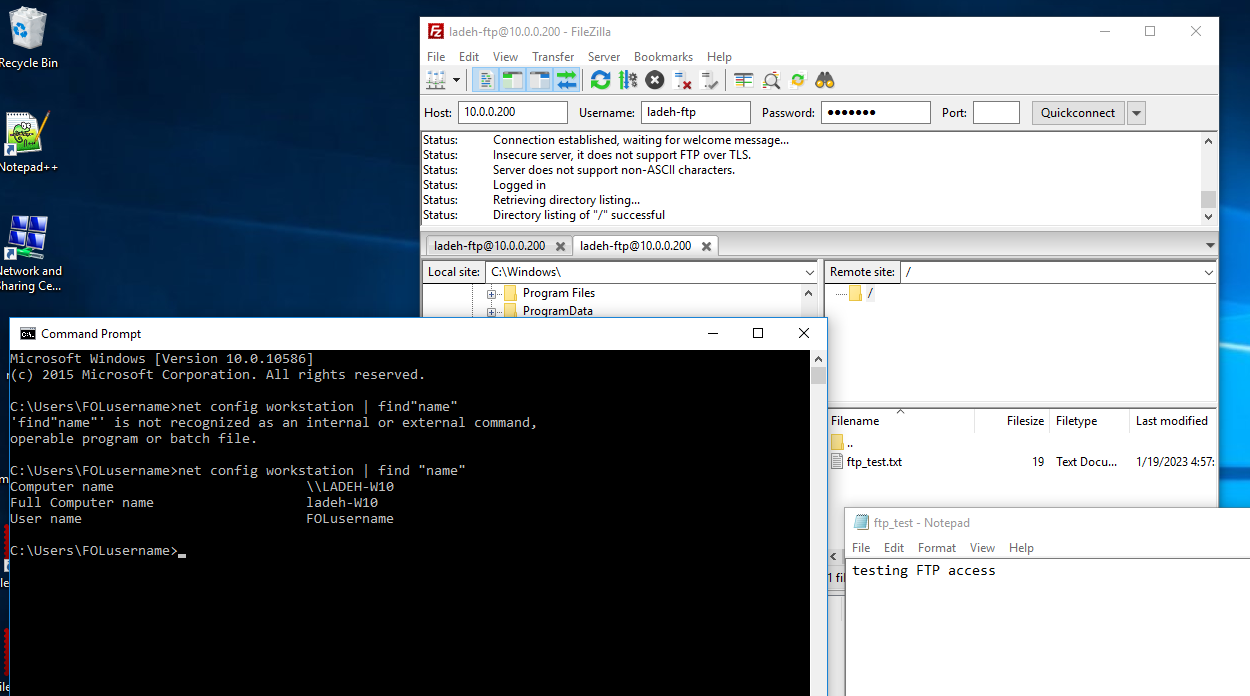 Recycle Bin
Notepad++
Network and
Sharing Ce...
ladeh-ftp@10.0.0.200 - FileZilla
File Edit View Transfer Server Bookmarks Help
Host: 10.0.0.200 Username: ladeh-ftp Password: ●●●●●●● Port: Quickconnect
Status: Connection established, waiting for welcome message...
Status: Insecure server, it does not support FTP over TLS.
Status: Server does not support non-ASCII characters.
Status: Logged in
Status: Retrieving directory listing...
Status: Directory listing of "/" successful
ladeh-ftp@10.0.0.200 ladeh-ftp@10.0.0.200
Local site: C:\Windows\
Program Files
ProgramData
Remote site: /
/
Filename Filesize Filetype Last modified
..
ftp_test.txt 19 Text Docu... 1/19/2023 4:57:
1 fil
Command Prompt
Microsoft Windows [Version 10.0.10586]
(c) 2015 Microsoft Corporation. All rights reserved.
C:\Users\FOLusername>net config workstation | find"name"
'find"name"' is not recognized as an internal or external command,
operable program or batch file.
C:\Users\FOLusername>net config workstation | find "name"
Computer name \\LADEH-W10
Full Computer name ladeh-W10
User name FOLusername
C:\Users\FOLusername>
ftp_test - Notepad
File Edit Format View Help
testing FTP access